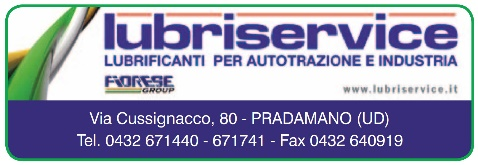 lubriservice
LUBRIFICANTI PER AUTOTRAZIONE E INDUSTRIA
FIORESE
GROUP
www.lubriservice.it
Via Cussignacco, 80 - PRADAMANO (UD)
Tel. 0432 671440 - 671741 - Fax 0432 640919